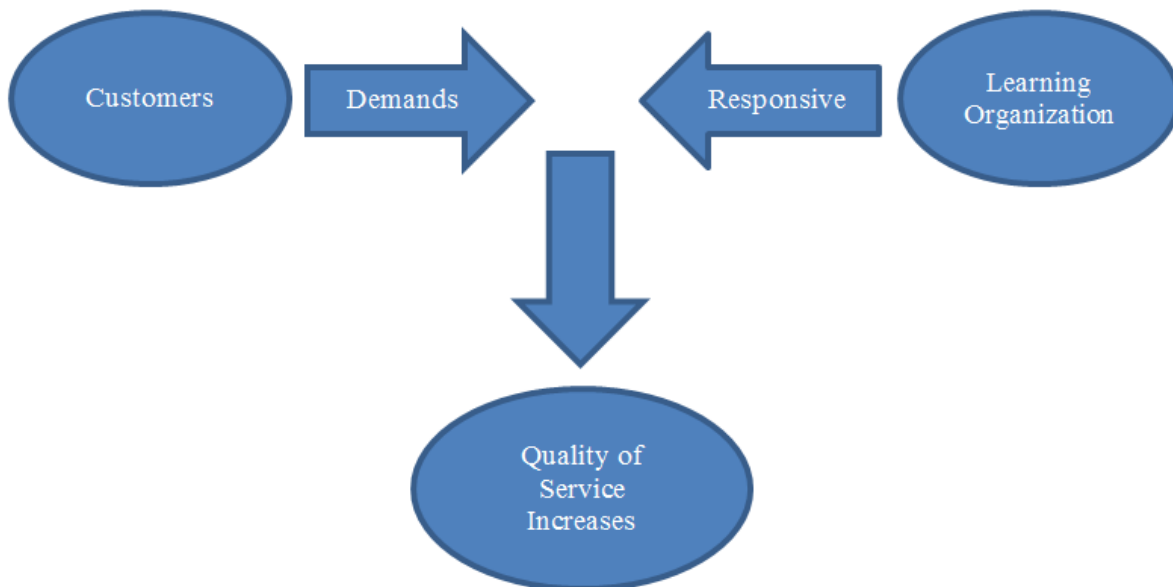 Customers
Demands
Responsive
Learning
Organization
Quality of
Service
Increases